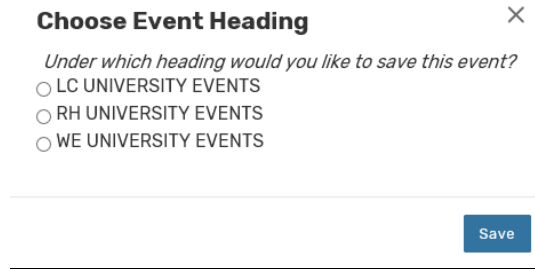 Choose Event Heading
Under which heading would you like to save this event?
LC UNIVERSITY EVENTS
RH UNIVERSITY EVENTS
WE UNIVERSITY EVENTS
Save